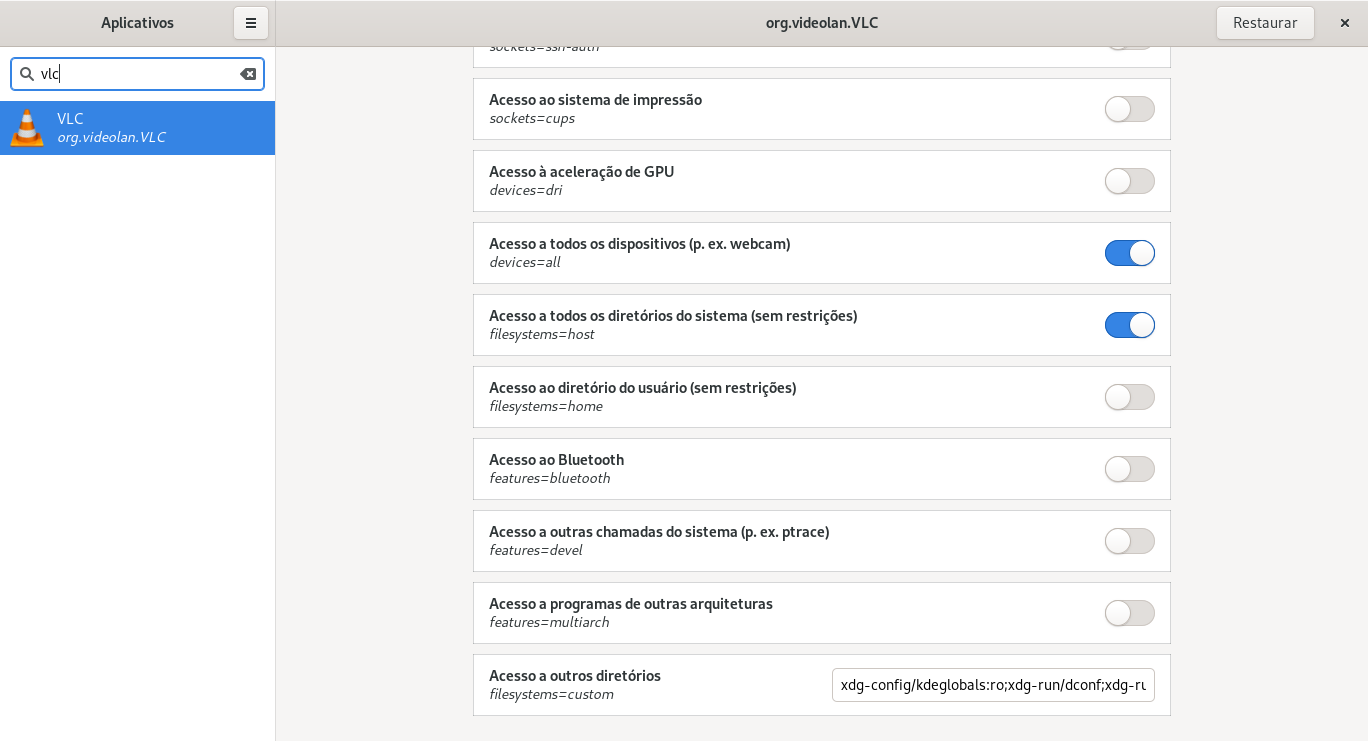 Aplicativos
org.videolan.VLC
Restaurar
vlc
VLC
org.videolan.VLC
sockets=ssh-auth
Acesso ao sistema de impressão
sockets=cups
Acesso à aceleração de GPU
devices=dri
Acesso a todos os dispositivos (p. ex. webcam)
devices=all
Acesso a todos os diretórios do sistema (sem restrições)
filesystems=host
Acesso ao diretório do usuário (sem restrições)
filesystems=home
Acesso ao Bluetooth
features=bluetooth
Acesso a outras chamadas do sistema (p. ex. ptrace)
features=devel
Acesso a programas de outras arquiteturas
features=multiarch
Acesso a outros diretórios
filesystems=custom
xdg-config/kdeglobals:ro;xdg-run/dconf;xdg-ru